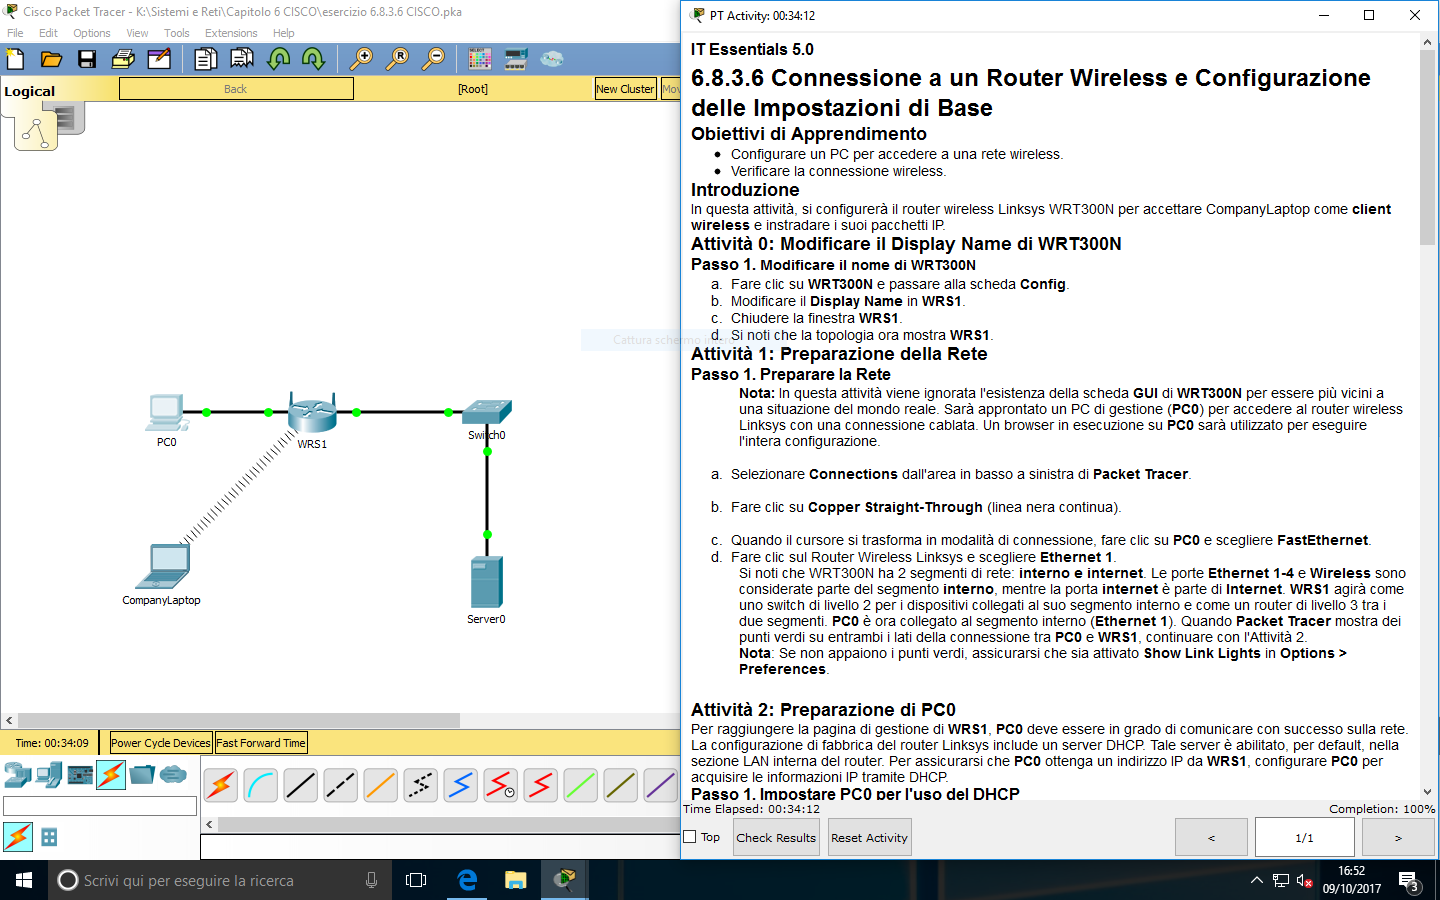 Cisco Packet Tracer - K:\Sistemi e Reti\Capitolo 6 CISCO\esercizio 6.8.3.6 CISCO.pka
File Edit Options View Tools Extensions Help
Logical
Back
[Root]
New Cluster
Mov
PC0
WRS1
Switch0
CompanyLaptop
Server0
Cattura schermo
Time: 00:34:09
Power Cycle Devices
Fast Forward Time
PT Activity: 00:34:12
IT Essentials 5.0
6.8.3.6 Connessione a un Router Wireless e Configurazione
delle Impostazioni di Base
Obiettivi di Apprendimento
• Configurare un PC per accedere a una rete wireless.
• Verificare la connessione wireless.
Introduzione
In questa attività, si configurerà il router wireless Linksys WRT300N per accettare CompanyLaptop come client
wireless e instradare i suoi pacchetti IP.
Attività 0: Modificare il Display Name di WRT300N
Passo 1. Modificare il nome di WRT300N
a. Fare clic su WRT300N e passare alla scheda Config.
b. Modificare il Display Name in WRS1.
c. Chiudere la finestra WRS1.
d. Si noti che la topologia ora mostra WRS1.
Attività 1: Preparazione della Rete
Passo 1. Preparare la Rete
Nota: In questa attività viene ignorata l'esistenza della scheda GUI di WRT300N per essere più vicini a
una situazione del mondo reale. Sarà approntato un PC di gestione (PC0) per accedere al router wireless
Linksys con una connessione cablata. Un browser in esecuzione su PC0 sarà utilizzato per eseguire
l'intera configurazione.
a. Selezionare Connections dall'area in basso a sinistra di Packet Tracer.
b. Fare clic su Copper Straight-Through (linea nera continua).
c. Quando il cursore si trasforma in modalità di connessione, fare clic su PC0 e scegliere FastEthernet.
d. Fare clic sul Router Wireless Linksys e scegliere Ethernet 1.
Si noti che WRT300N ha 2 segmenti di rete: interno e internet. Le porte Ethernet 1-4 e Wireless sono
considerate parte del segmento interno, mentre la porta internet è parte di Internet. WRS1 agirà come
uno switch di livello 2 per i dispositivi collegati al suo segmento interno e come un router di livello 3 tra i
due segmenti. PC0 è ora collegato al segmento interno (Ethernet 1). Quando Packet Tracer mostra dei
punti verdi su entrambi i lati della connessione tra PC0 e WRS1, continuare con l'Attività 2.
Nota: Se non appaiono i punti verdi, assicurarsi che sia attivato Show Link Lights in Options >
Preferences.
Attività 2: Preparazione di PC0
Per raggiungere la pagina di gestione di WRS1, PC0 deve essere in grado di comunicare con successo sulla rete.
La configurazione di fabbrica del router Linksys include un server DHCP. Tale server è abilitato, per default, nella
sezione LAN interna del router. Per assicurarsi che PC0 ottenga un indirizzo IP da WRS1, configurare PC0 per
acquisire le informazioni IP tramite DHCP.
Passo 1. Impostare PC0 per l'uso del DHCP
Time Elapsed: 00:34:12
Completion: 100%
Top
Check Results
Reset Activity
<
1/1
>
Scrivi qui per eseguire la ricerca
16:52
09/10/2017
3